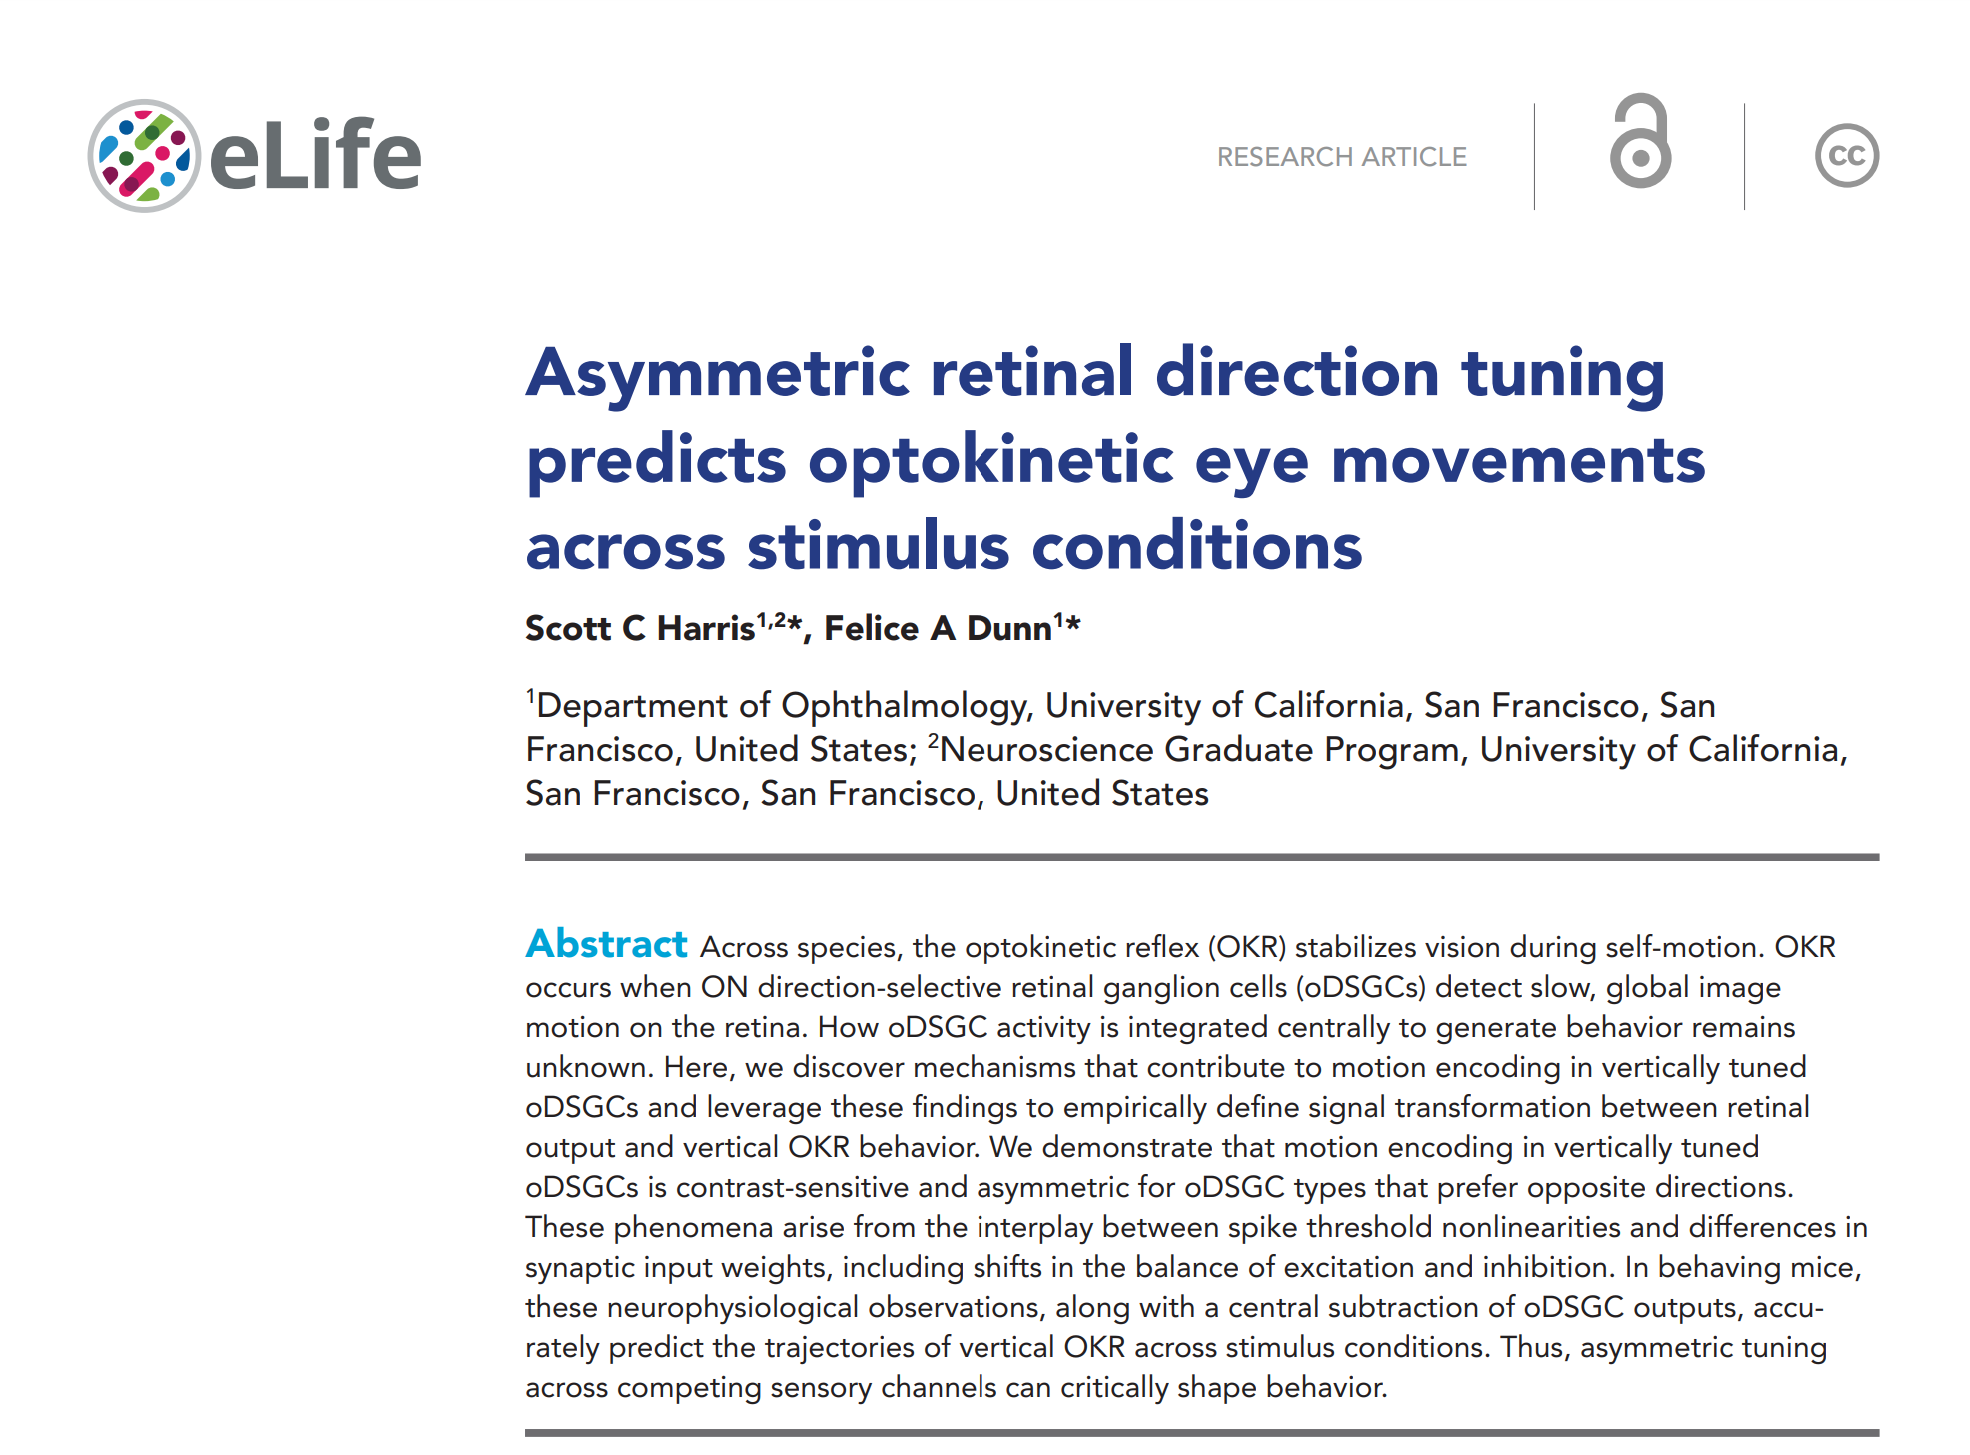 eLife
RESEARCH ARTICLE
cc
Asymmetric retinal direction tuning
predicts optokinetic eye movements
across stimulus conditions
Scott C Harris1,2*, Felice A Dunn1*
1Department of Ophthalmology, University of California, San Francisco, San
Francisco, United States; 2Neuroscience Graduate Program, University of California,
San Francisco, San Francisco, United States
Abstract Across species, the optokinetic reflex (OKR) stabilizes vision during self-motion. OKR
occurs when ON direction-selective retinal ganglion cells (oDSGCs) detect slow, global image
motion on the retina. How oDSGC activity is integrated centrally to generate behavior remains
unknown. Here, we discover mechanisms that contribute to motion encoding in vertically tuned
oDSGCs and leverage these findings to empirically define signal transformation between retinal
output and vertical OKR behavior. We demonstrate that motion encoding in vertically tuned
oDSGCs is contrast-sensitive and asymmetric for oDSGC types that prefer opposite directions.
These phenomena arise from the interplay between spike threshold nonlinearities and differences in
synaptic input weights, including shifts in the balance of excitation and inhibition. In behaving mice,
these neurophysiological observations, along with a central subtraction of oDSGC outputs, accu-
rately predict the trajectories of vertical OKR across stimulus conditions. Thus, asymmetric tuning
across competing sensory channels can critically shape behavior.